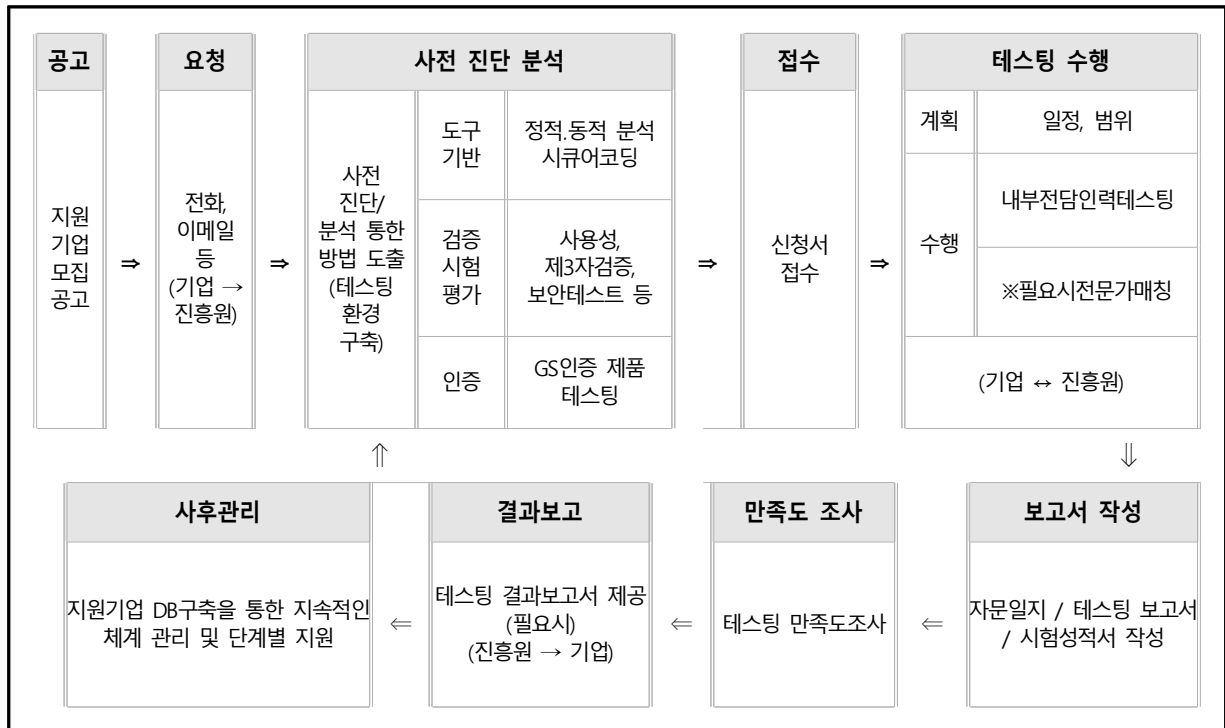 공고
지원
기업
모집
공고
⇒
요청
전화,
이메일
등
(기업 →
진흥원)
⇒
사전 진단 분석
사전
진단/
분석 통한
방법 도출
(테스팅
환경
구축)
도구
기반
정적.동적 분석
시큐어코딩
검증
시험
평가
사용성,
제3자검증,
보안테스트 등
인증
GS인증 제품
테스팅
⇒
접수
신청서
접수
⇒
테스팅 수행
계획
일정, 범위
수행
내부전담인력테스팅
※필요시전문가매칭
(기업 ↔ 진흥원)
⇑
⇓
사후관리
지원기업 DB구축을 통한 지속적인
체계 관리 및 단계별 지원
⇐
결과보고
테스팅 결과보고서 제공
(필요시)
(진흥원 → 기업)
⇐
만족도 조사
테스팅 만족도조사
⇐
보고서 작성
자문일지 / 테스팅 보고서
/ 시험성적서 작성